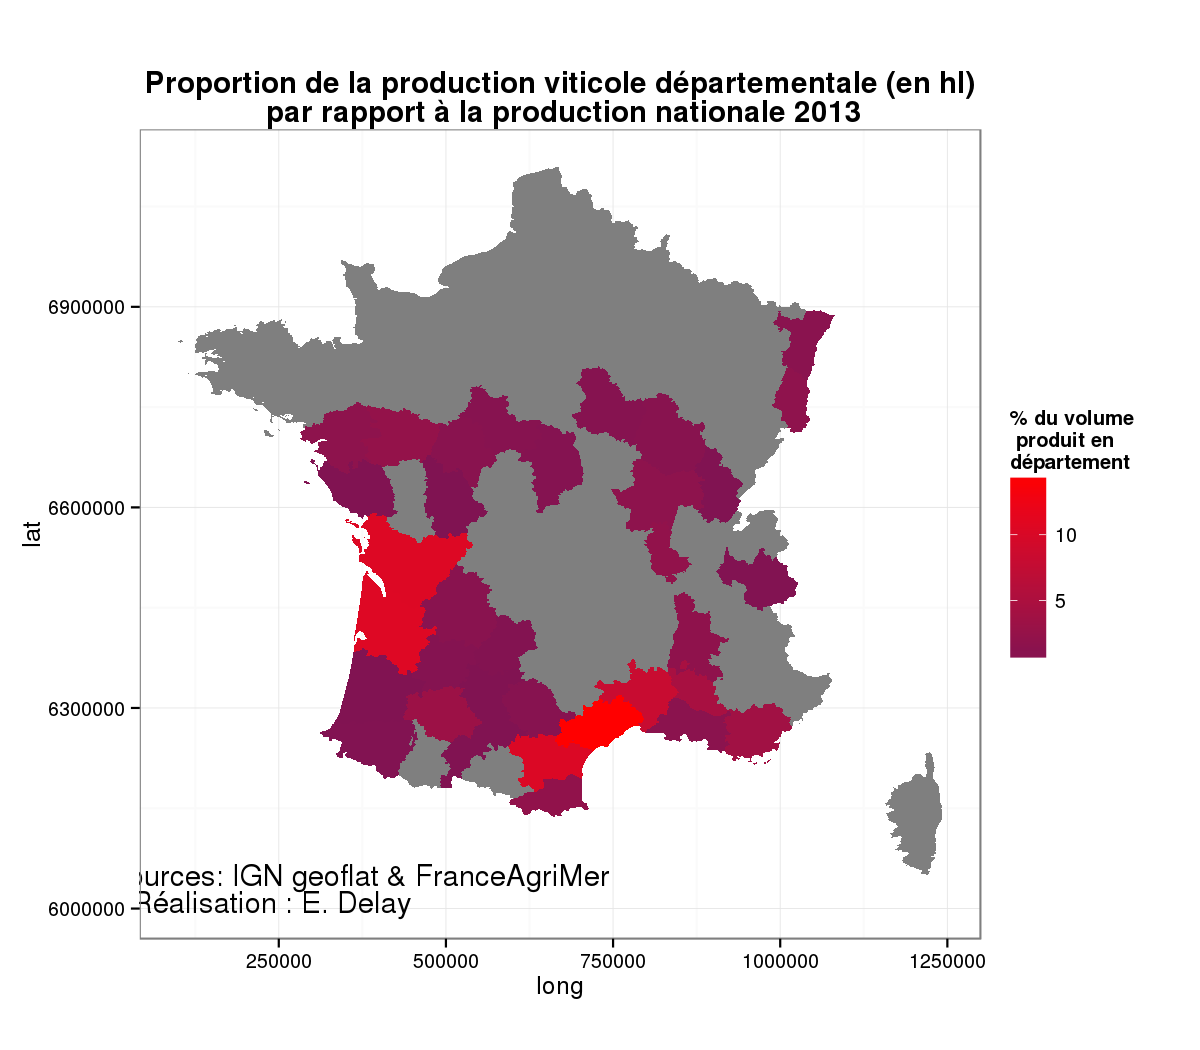 Proportion de la production viticole départementale (en hl)
par rapport à la production nationale 2013
6900000
6600000
6300000
6000000
lat
250000
500000
750000
1000000
1250000
long
% du volume
produit en
département
10
5
urces: IGN geoflat & FranceAgriMer
Réalisation : E. Delay